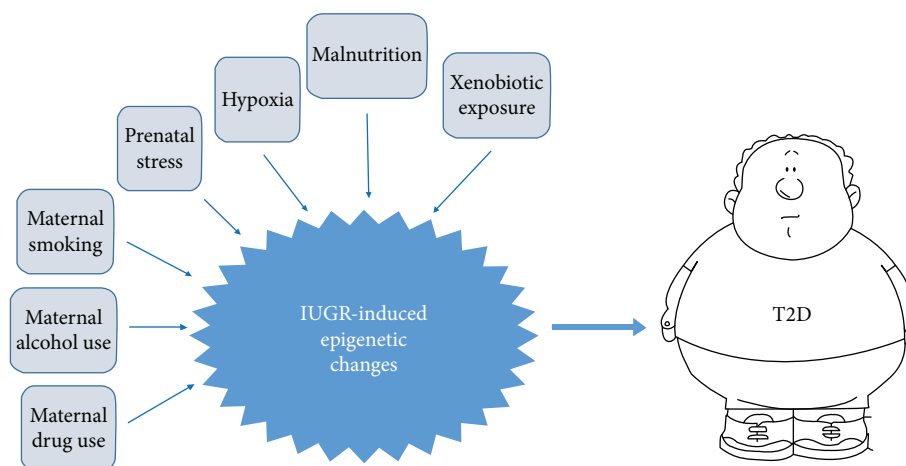 Malnutrition
Hypoxia
Xenobiotic
exposure
Prenatal
stress
Maternal
smoking
Maternal
alcohol use
Maternal
drug use
IUGR-induced
epigenetic
changes
T2D